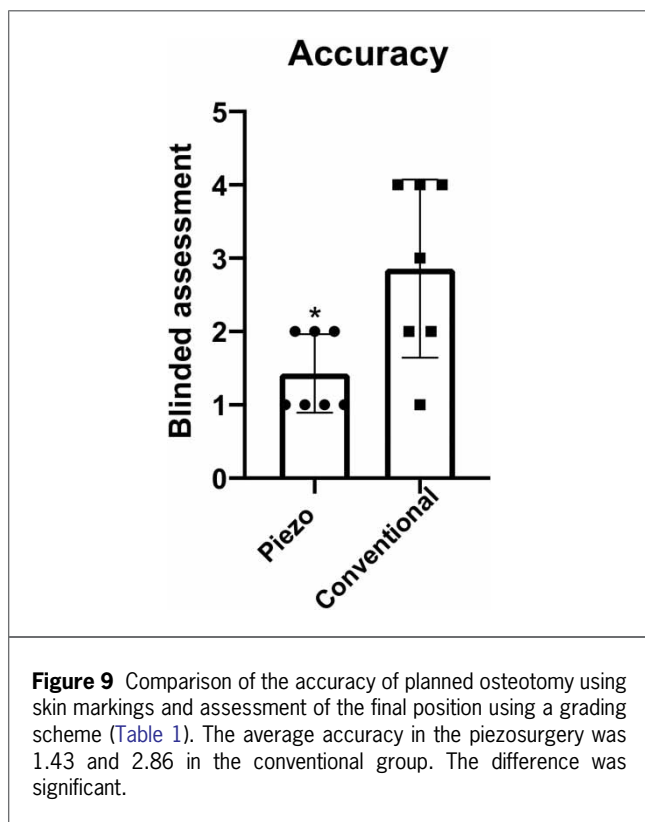 Accuracy
5
4
3
2
1
0
Blinded assessment
*
Piezo
Conventional
Figure 9 Comparison of the accuracy of planned osteotomy using
skin markings and assessment of the final position using a grading
scheme (Table 1). The average accuracy in the piezosurgery was
1.43 and 2.86 in the conventional group. The difference was
significant.